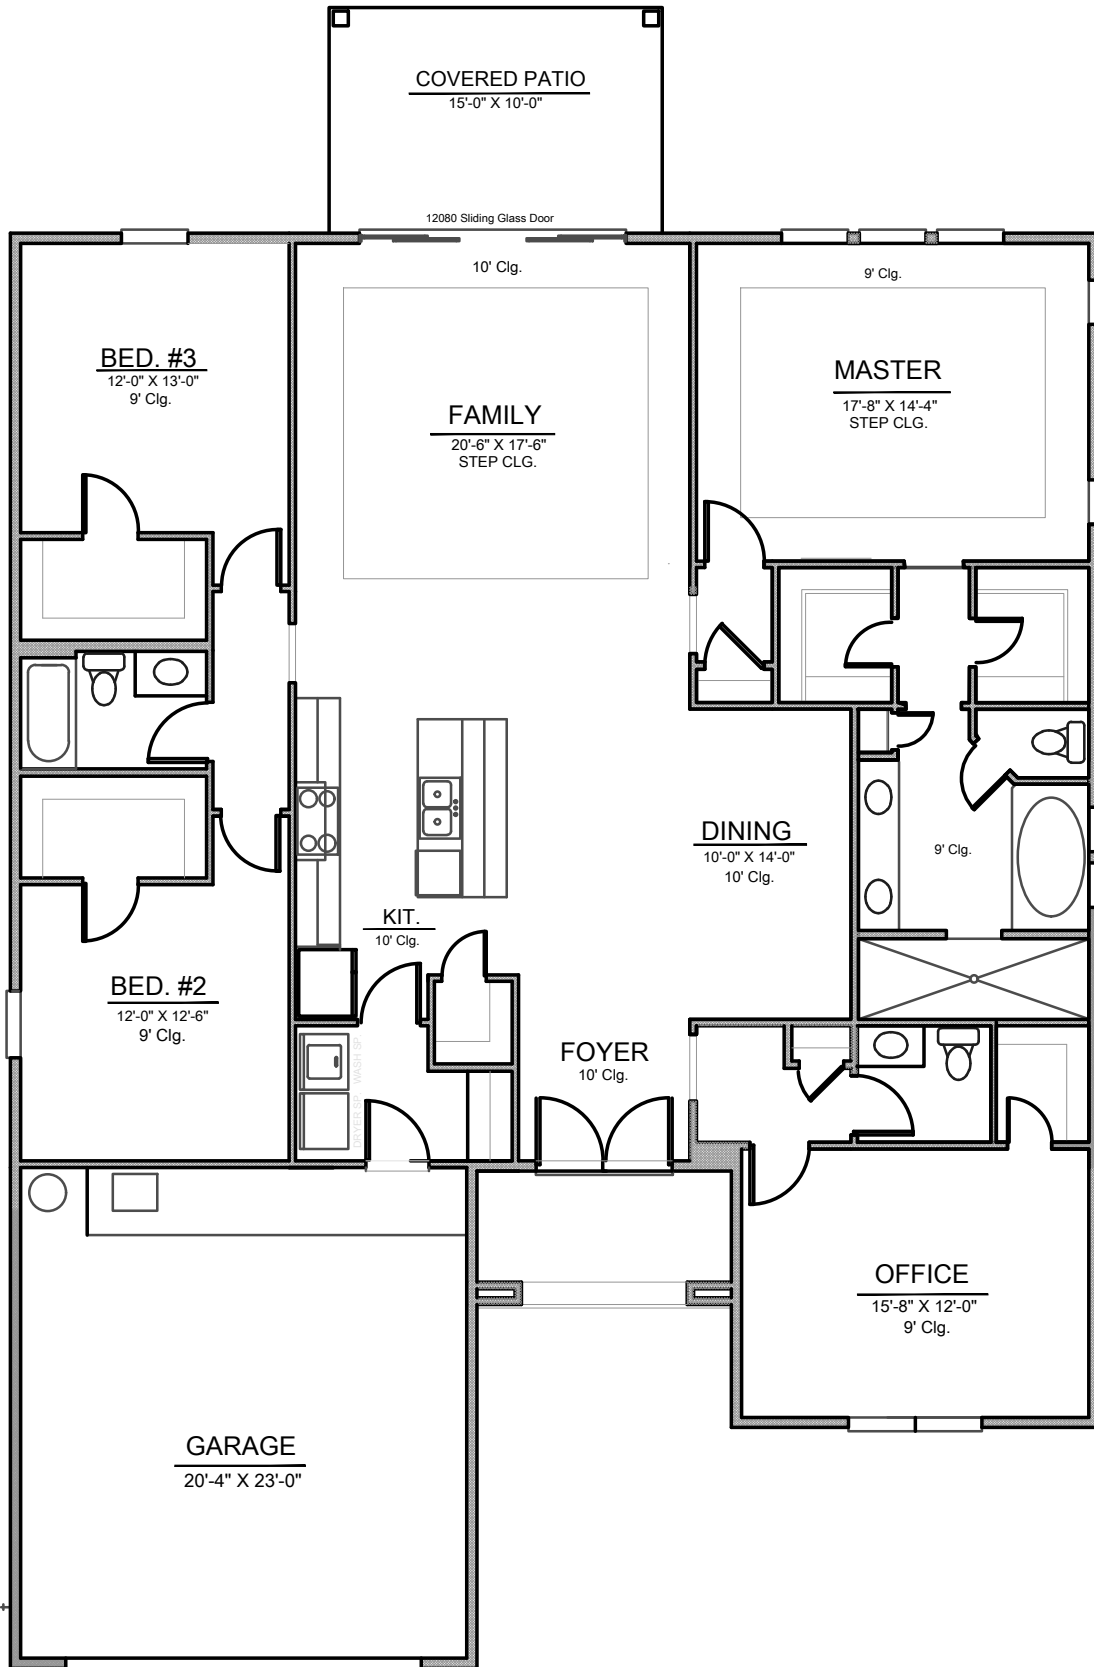 COVERED PATIO
15'-0" X 10'-0"
12080 Sliding Glass Door
10' Clg.
9' Clg.
BED. #3
12'-0" X 13'-0"
9' Clg.
FAMILY
20'-6" X 17'-6"
STEP CLG.
MASTER
17'-8" X 14'-4"
STEP CLG.
DINING
10'-0" X 14'-0"
10' Clg.
9' Clg.
KIT.
10' Clg.
BED. #2
12'-0" X 12'-6"
9' Clg.
WASH SP.
DRYER SP.
FOYER
10' Clg.
OFFICE
15'-8" X 12'-0"
9' Clg.
GARAGE
20'-4" X 23'-0"